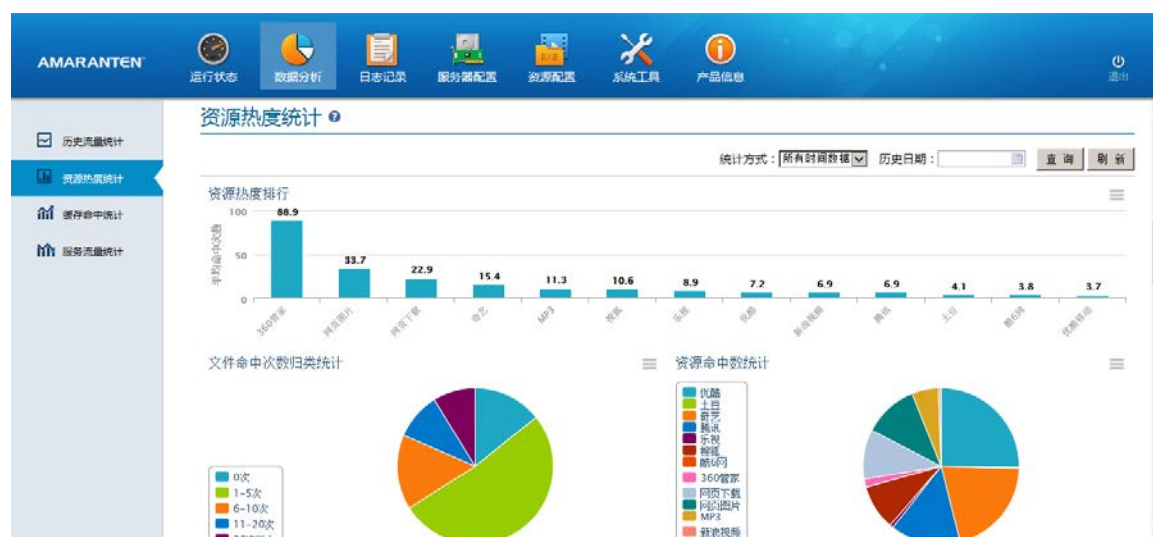 AMARANTEN
运行状态 数据分析 日志记录 服务器配置 资源配置 系统工具 产品信息
退出
历史流量统计
资源热度统计
缓存命中统计
服务流量统计
资源热度统计
统计方式：所有时间数据 历史日期： 查 询 刷 新
资源热度排行
平均命中次数
100
50
0
88.9 33.7 22.9 15.4 11.3 10.6 8.9 7.2 6.9 6.9 4.1 3.8 3.7
360管家 网页图片 网页下载 奇艺 MP3 搜狐 乐视 优酷 新浪视频 腾讯 土豆 酷6网 优酷移动
文件命中次数归类统计
0次
1-5次
6-10次
11-20次
资源命中数统计
优酷
土豆
奇艺
腾讯
乐视
搜狐
酷6网
360管家
网页下载
网页图片
MP3
新浪视频